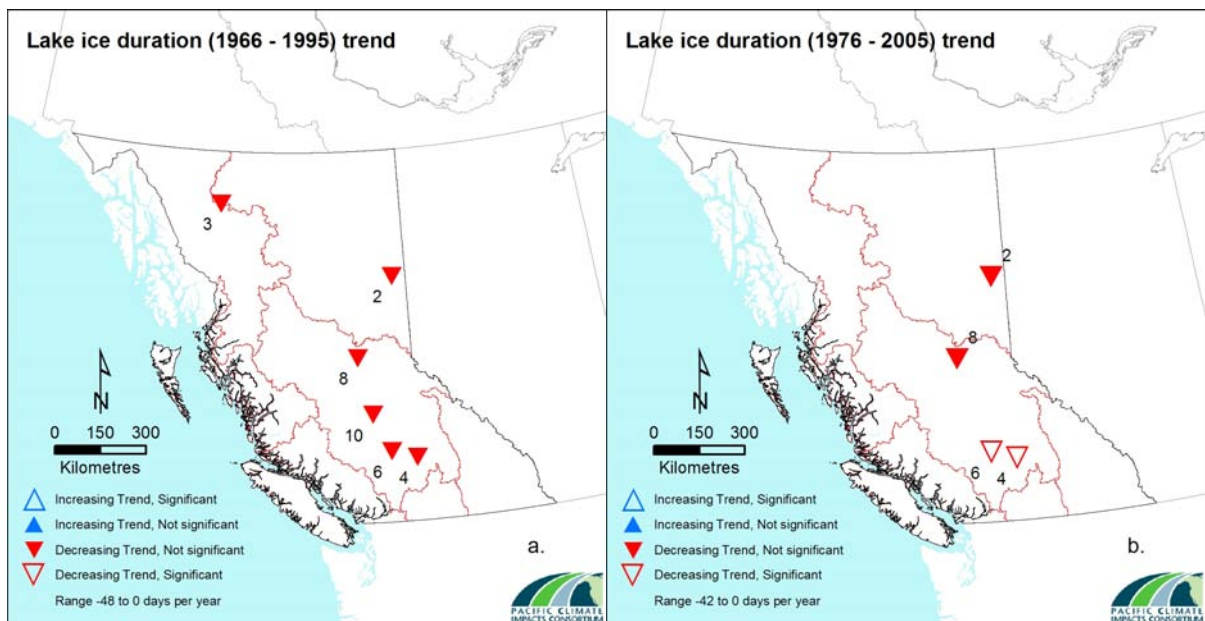 Lake ice duration (1966 - 1995) trend
3
2
8
10
6
4
N
0 150 300
Kilometres
Increasing Trend, Significant
Increasing Trend, Not significant
Decreasing Trend, Not significant
Decreasing Trend, Significant
Range -48 to 0 days per year
a.
PACIFIC CLIMATE
IMPACTS CONSORTIUM
Lake ice duration (1976 - 2005) trend
2
8
6
4
N
0 150 300
Kilometres
Increasing Trend, Significant
Increasing Trend, Not significant
Decreasing Trend, Not significant
Decreasing Trend, Significant
Range -42 to 0 days per year
b.
PACIFIC CLIMATE
IMPACTS CONSORTIUM